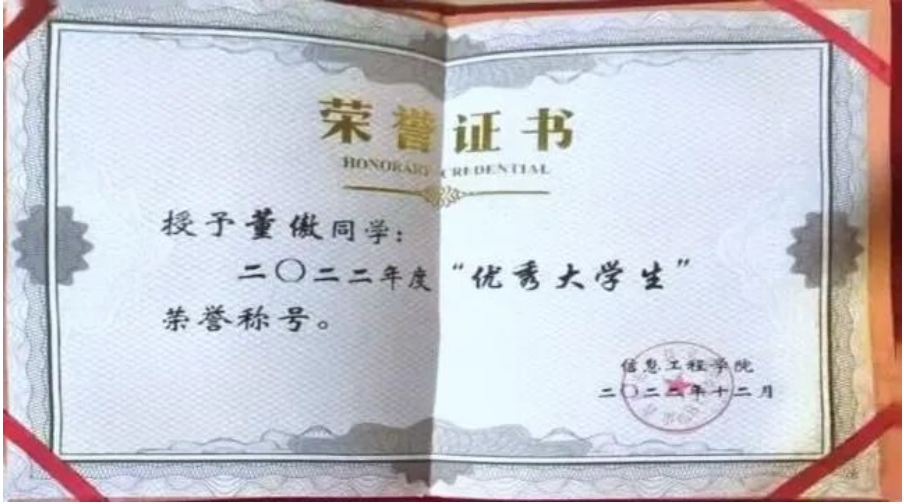 荣誉证书
HONORARY CREDENTIAL
授予董傲同学：
二〇二二年度“优秀大学生”
荣誉称号。
信息工程学院
二〇二二年十二月